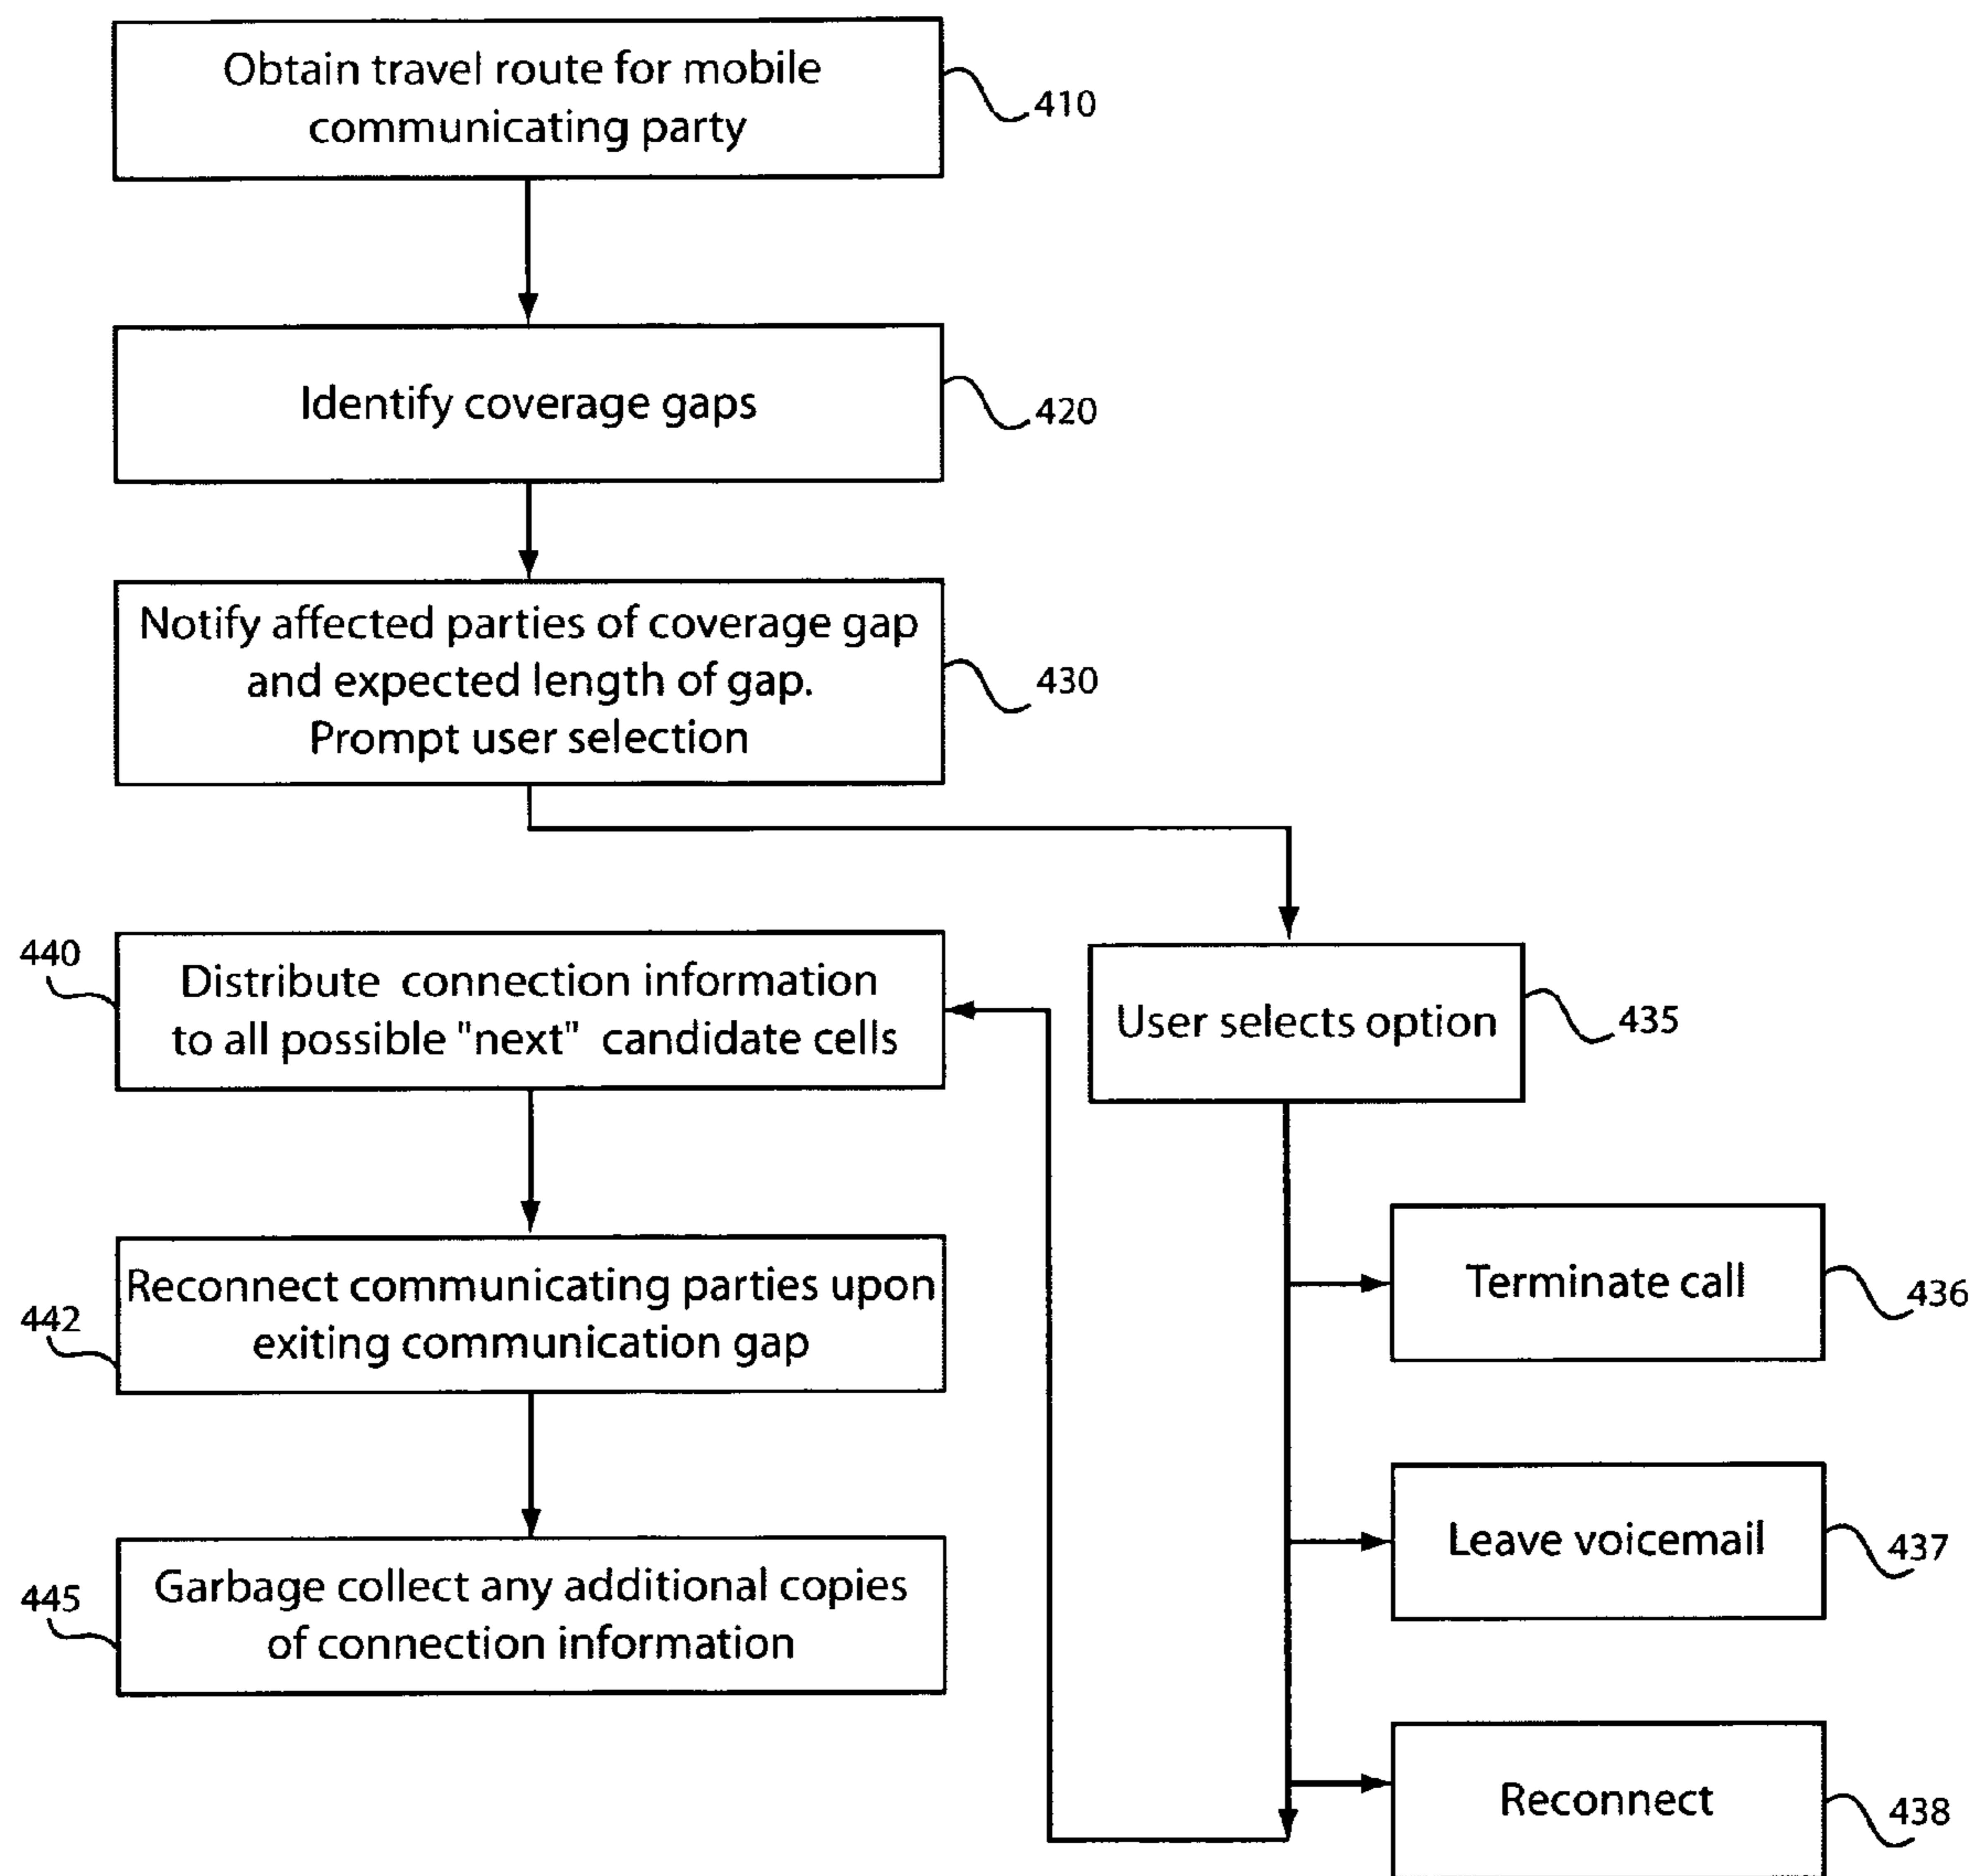 Obtain travel route for mobile
communicating party
410
Identify coverage gaps
420
Notify affected parties of coverage gap
and expected length of gap.
Prompt user selection
430
440
Distribute connection information
to all possible "next" candidate cells
User selects option
435
442
Reconnect communicating parties upon
exiting communication gap
Terminate call
436
445
Garbage collect any additional copies
of connection information
Leave voicemail
437
Reconnect
438